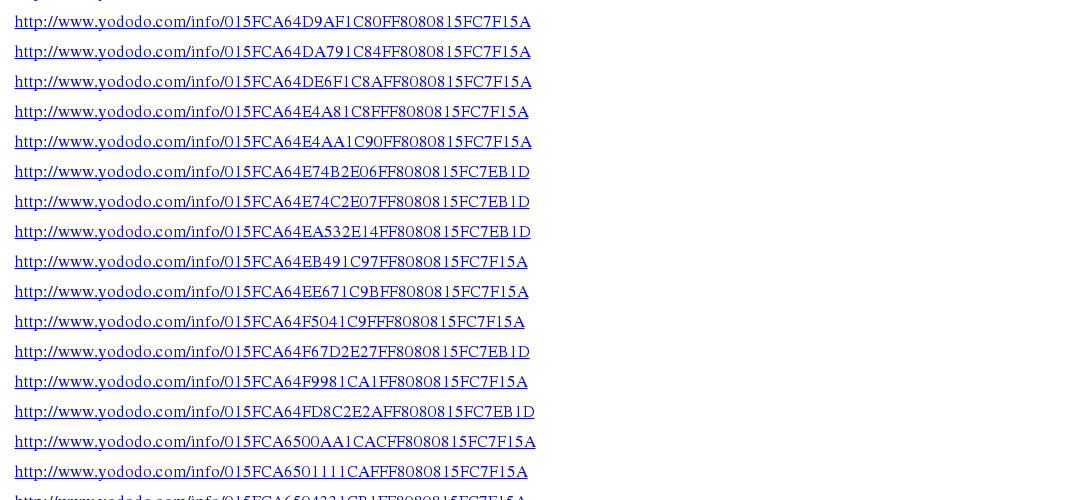 http://www.yododo.com/info/015FCA64D9AF1C80FF8080815FC7F15A
http://www.yododo.com/info/015FCA64DA791C84FF8080815FC7F15A
http://www.yododo.com/info/015FCA64DE6F1C8AFF8080815FC7F15A
http://www.yododo.com/info/015FCA64E4A81C8FFF8080815FC7F15A
http://www.yododo.com/info/015FCA64E4AA1C90FF8080815FC7F15A
http://www.yododo.com/info/015FCA64E74B2E06FF8080815FC7EB1D
http://www.yododo.com/info/015FCA64E74C2E07FF8080815FC7EB1D
http://www.yododo.com/info/015FCA64EA532E14FF8080815FC7EB1D
http://www.yododo.com/info/015FCA64EB491C97FF8080815FC7F15A
http://www.yododo.com/info/015FCA64EE671C9BFF8080815FC7F15A
http://www.yododo.com/info/015FCA64F5041C9FFF8080815FC7F15A
http://www.yododo.com/info/015FCA64F67D2E27FF8080815FC7EB1D
http://www.yododo.com/info/015FCA64F9981CA1FF8080815FC7F15A
http://www.yododo.com/info/015FCA64FD8C2E2AFF8080815FC7EB1D
http://www.yododo.com/info/015FCA6500AA1CACFF8080815FC7F15A
http://www.yododo.com/info/015FCA6501111CAFFF8080815FC7F15A